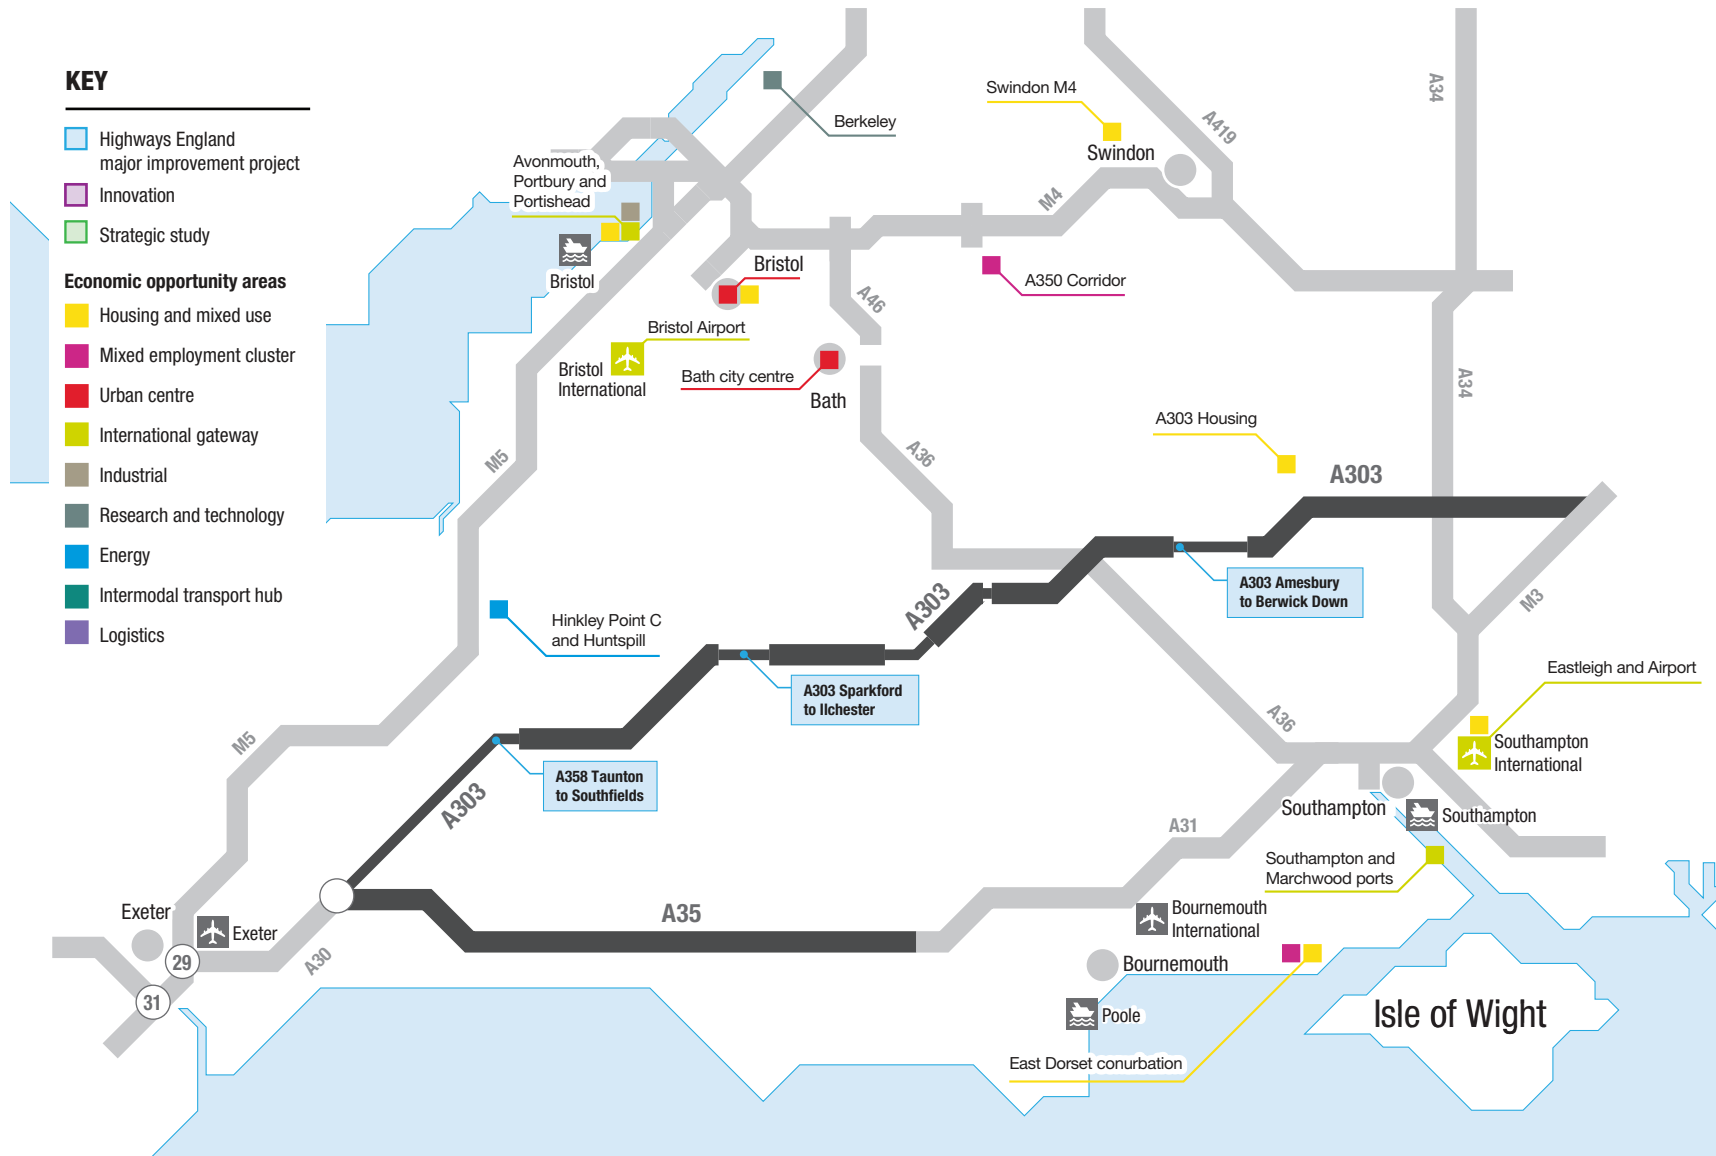 KEY
Highways England
major improvement project
Innovation
Strategic study
Economic opportunity areas
Housing and mixed use
Mixed employment cluster
Urban centre
International gateway
Industrial
Research and technology
Energy
Intermodal transport hub
Logistics
Berkeley
Swindon M4
Swindon
A419
A34
Avonmouth,
Portbury and
Portishead
Bristol
Bristol
M4
A350 Corridor
A46
Bristol Airport
Bristol
International
Bath city centre
Bath
A34
A303 Housing
A36
M5
A303
A303 Amesbury
to Berwick Down
M3
A303
Hinkley Point C
and Huntspill
A303 Sparkford
to Ilchester
Eastleigh and Airport
A36
Southampton
International
M5
A358 Taunton
to Southfields
A303
Southampton
Southampton
A31
Southampton and
Marchwood ports
Exeter
Exeter
A35
Bournemouth
International
29
A30
Bournemouth
31
Poole
Isle of Wight
East Dorset conurbation